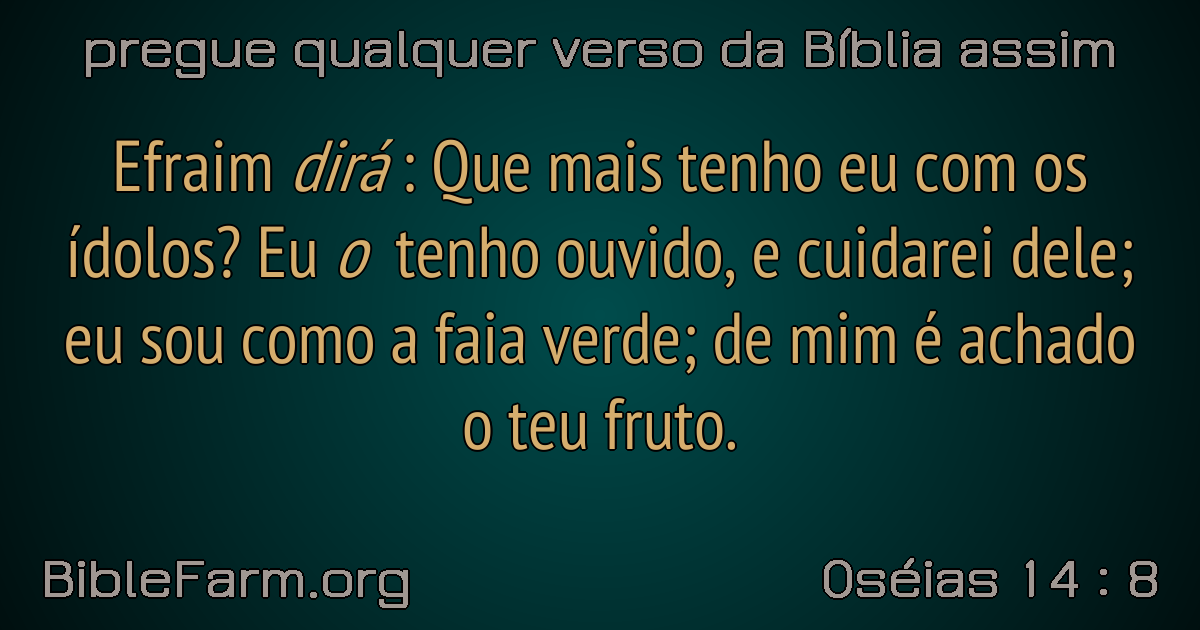 pregue qualquer verso da Bíblia assim
Efraim dirá : Que mais tenho eu com os
ídolos? Eu o tenho ouvido, e cuidarei dele;
eu sou como a faia verde; de mim é achado
o teu fruto.
BibleFarm.org
Oséias 14 : 8